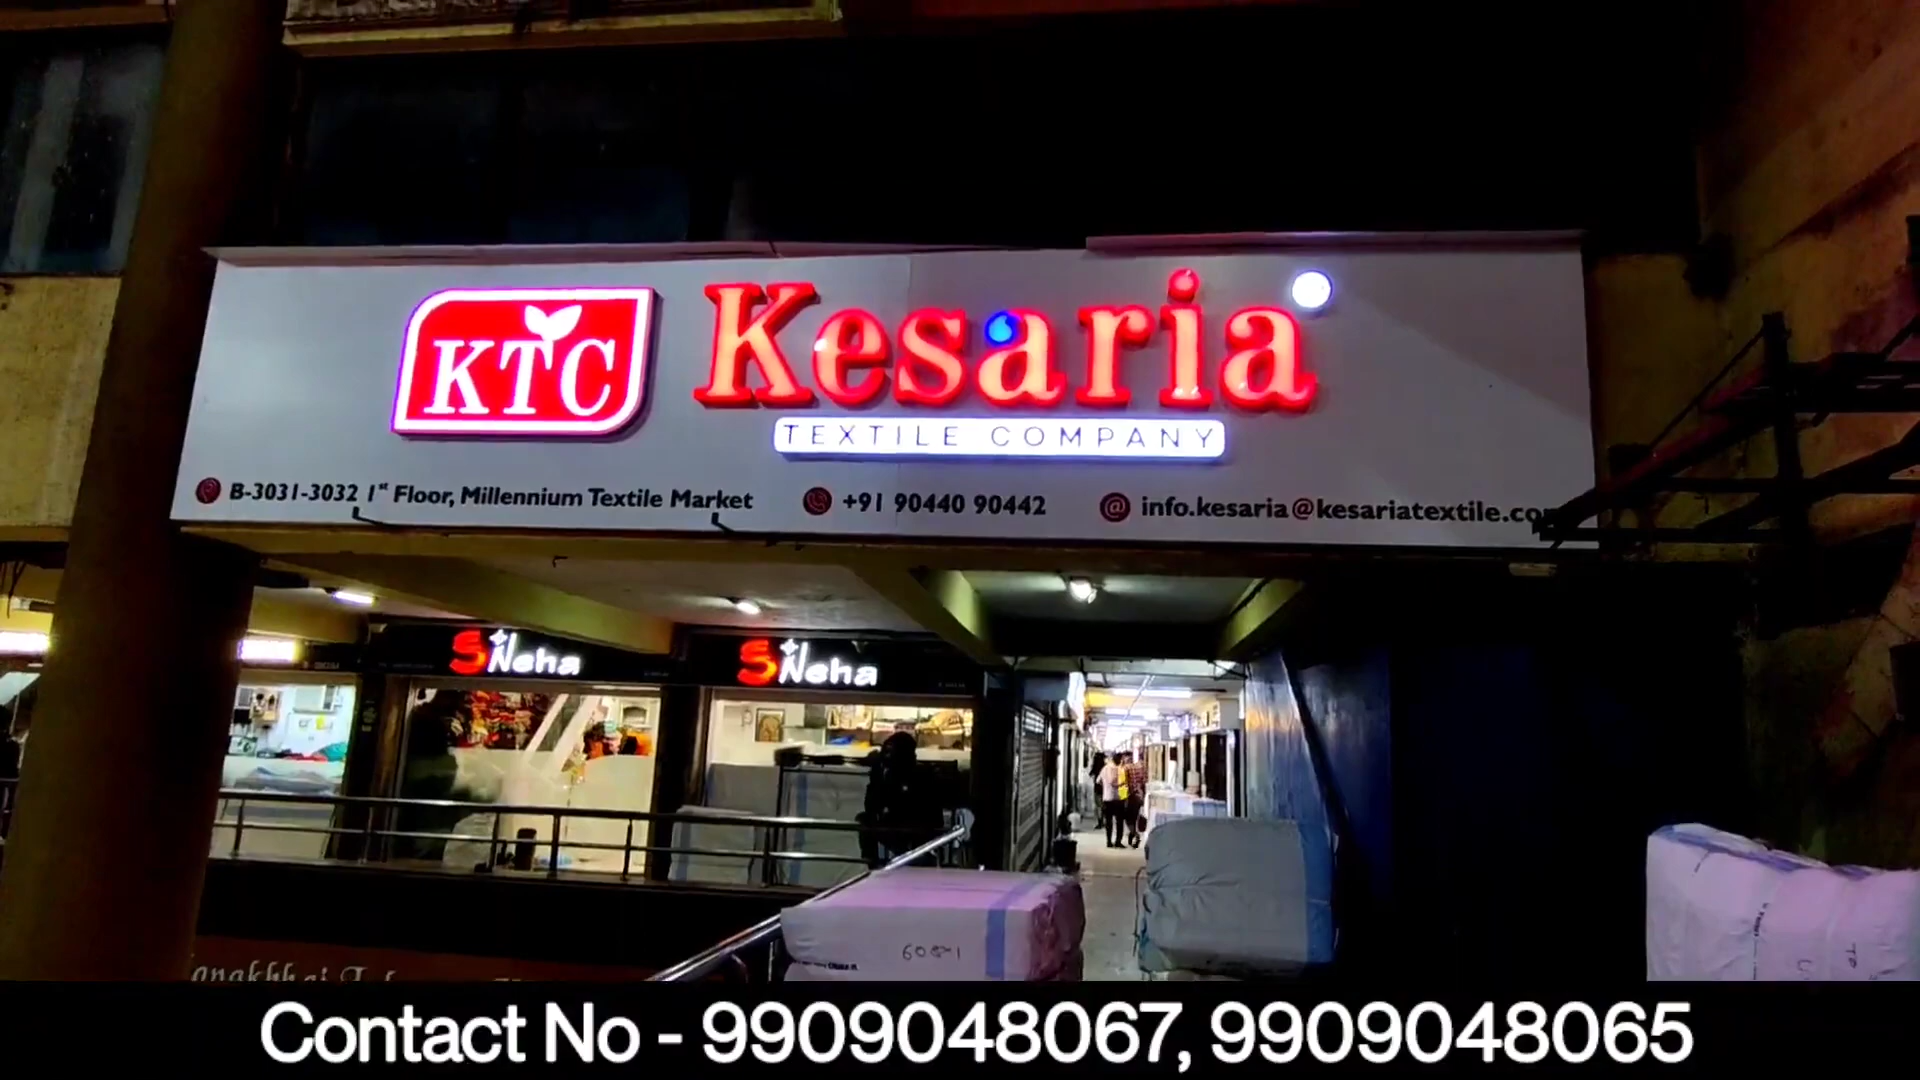 KTC
Kesaria
TEXTILE COMPANY
B-3031-3032 1st Floor, Millennium Textile Market
+91 90440 90442
info.kesaria@kesariatextile.co
Sneha
Sneha
60
Contact No - 9909048067, 9909048065